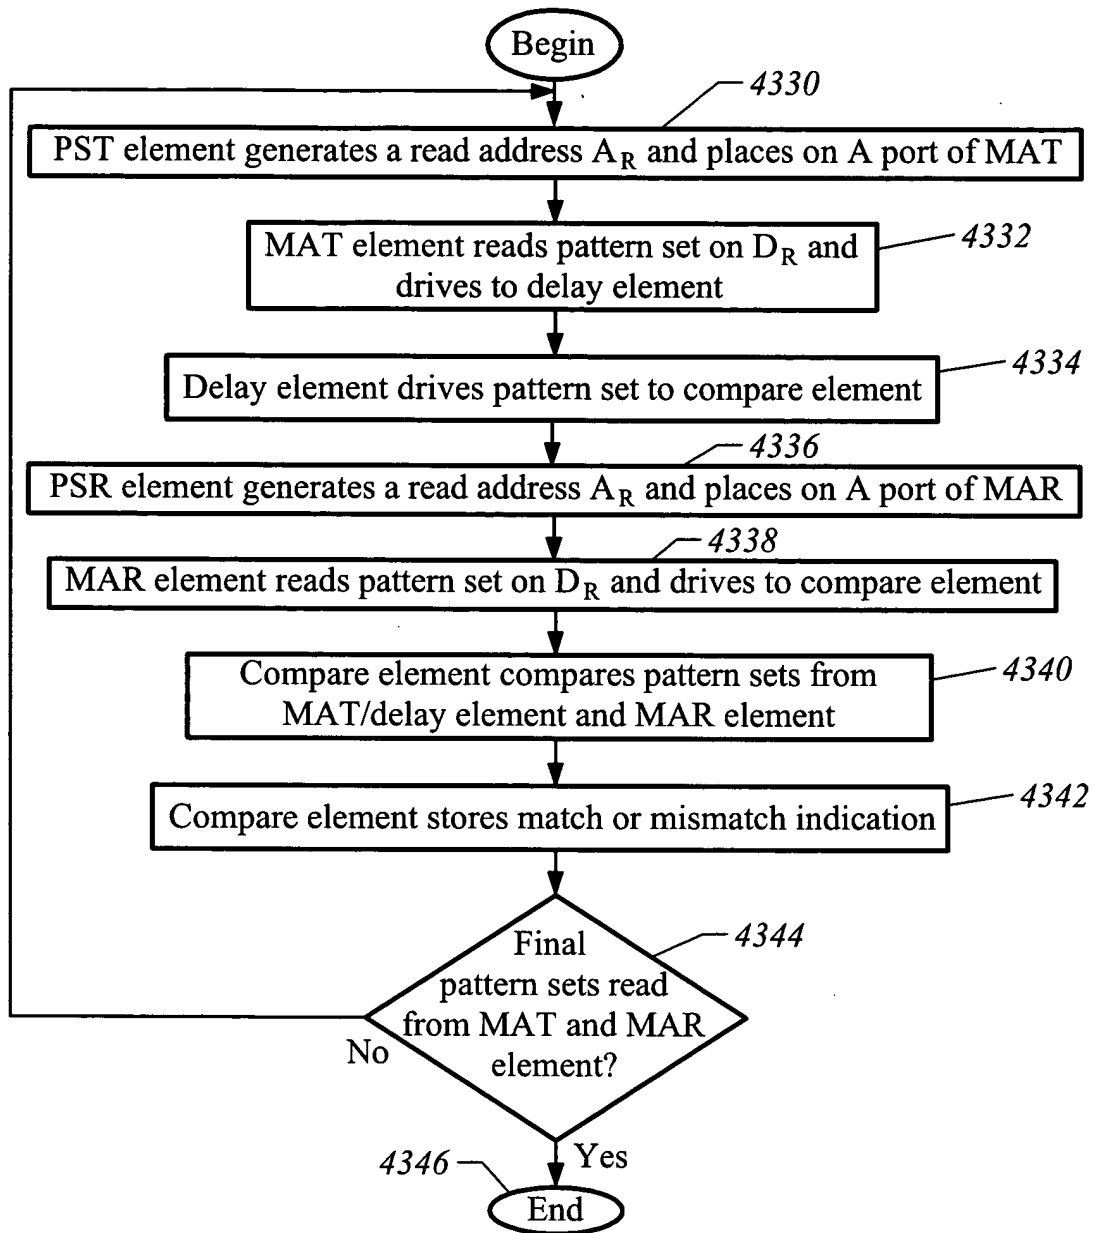 Begin
4330
PST element generates a read address A_R and places on A port of MAT
4332
MAT element reads pattern set on D_R and
drives to delay element
4334
Delay element drives pattern set to compare element
4336
PSR element generates a read address A_R and places on A port of MAR
4338
MAR element reads pattern set on D_R and drives to compare element
4340
Compare element compares pattern sets from
MAT/delay element and MAR element
4342
Compare element stores match or mismatch indication
4344
Final
pattern sets read
from MAT and MAR
element?
No
Yes
4346
End